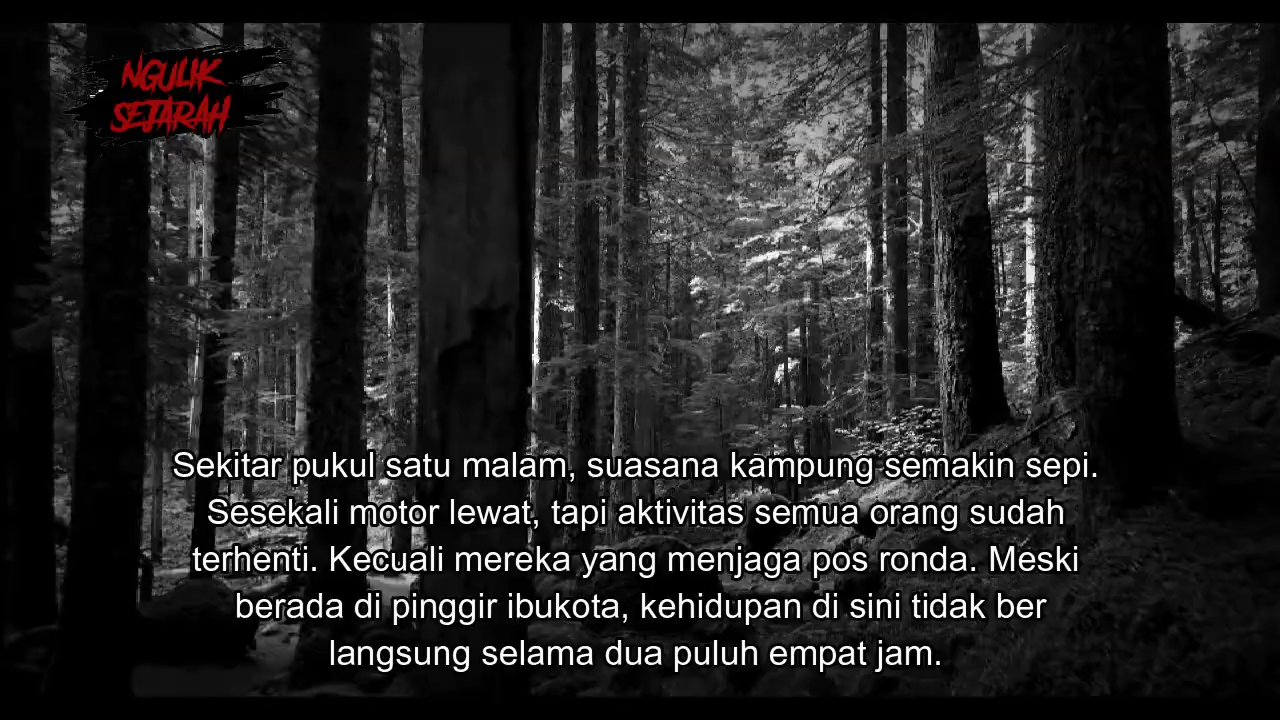 NGULIK
SEJARAH
Sekitar pukul satu malam, suasana kampung semakin sepi.
Sesekali motor lewat, tapi aktivitas semua orang sudah
terhenti. Kecuali mereka yang menjaga pos ronda. Meski
berada di pinggir ibukota, kehidupan di sini tidak ber
langsung selama dua puluh empat jam.